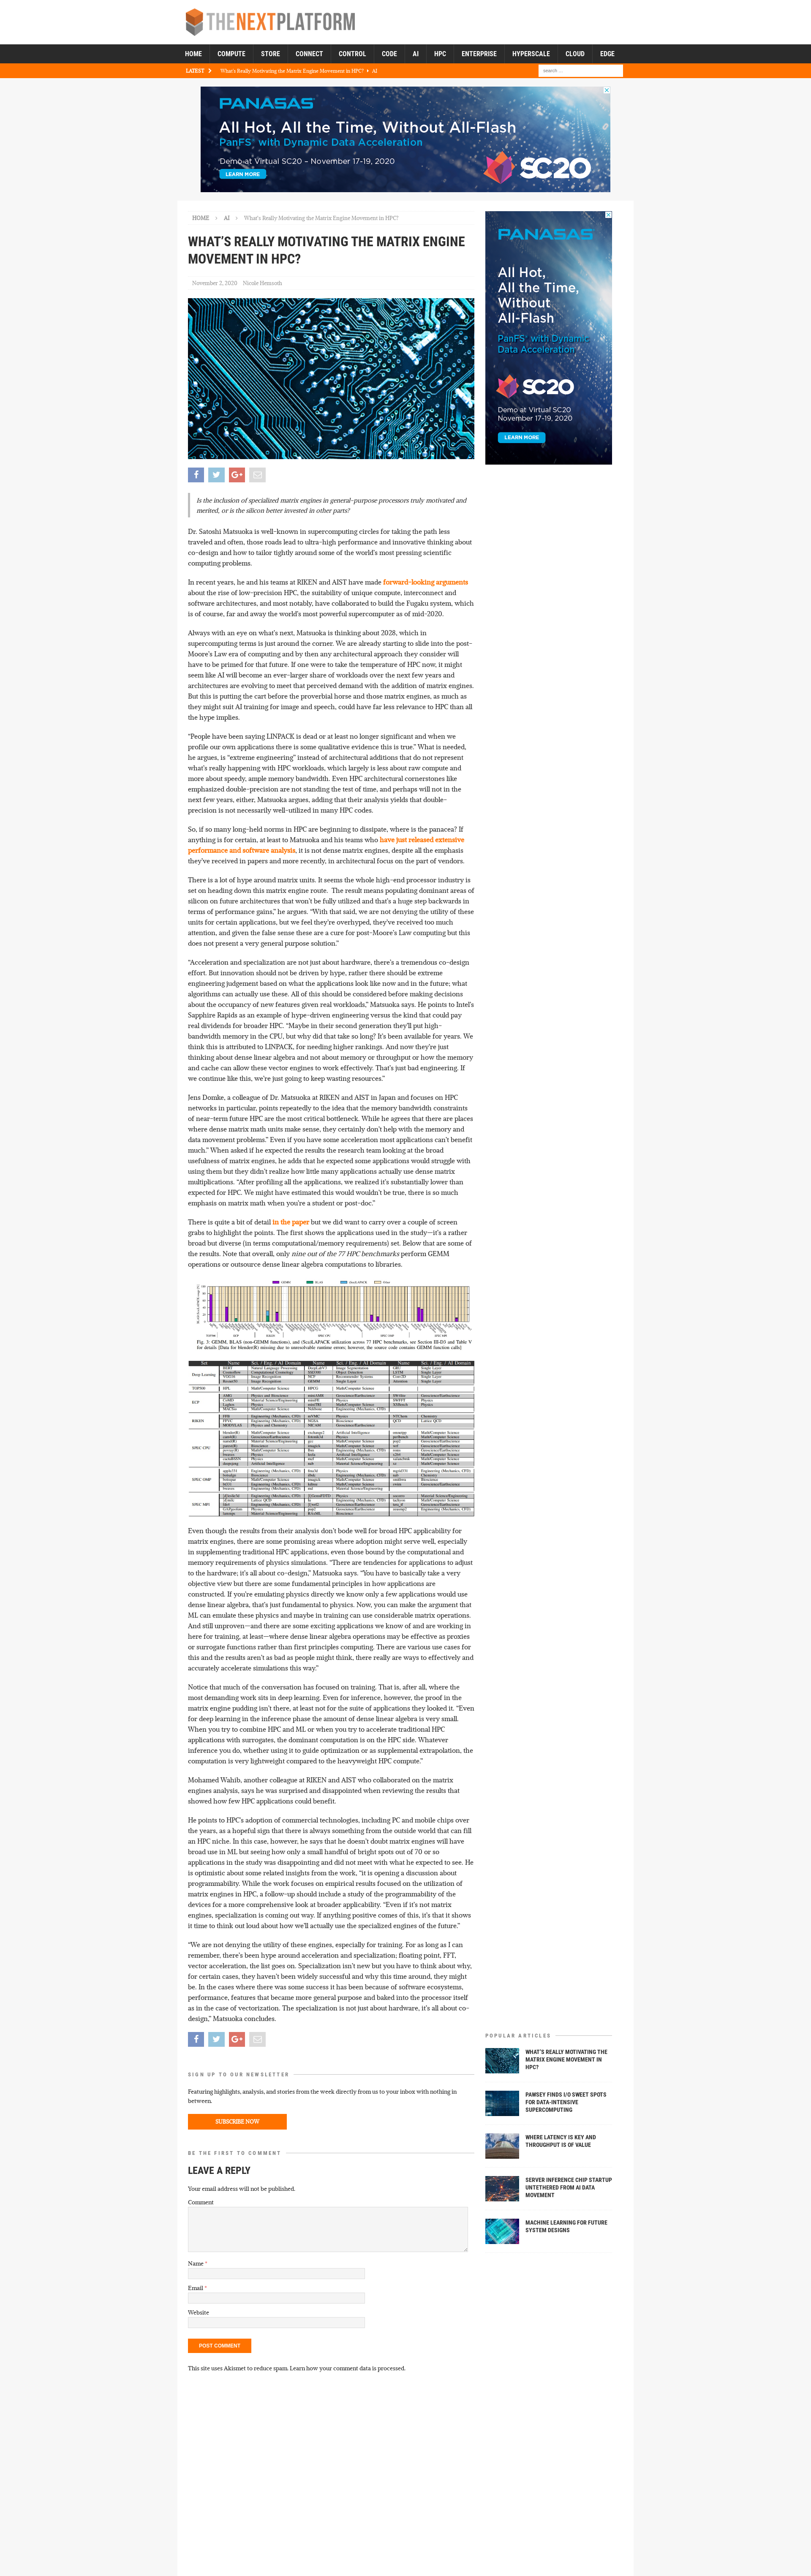 THENEXTPLATFORM
HOME COMPUTE STORE CONNECT CONTROL CODE AI HPC ENTERPRISE HYPERSCALE CLOUD EDGE
LATEST What's Really Motivating the Matrix Engine Movement in HPC? AI
search ...
PANASAS
All Hot, All the Time, Without All-Flash
PanFS® with Dynamic Data Acceleration
Demo at Virtual SC20 – November 17-19, 2020
LEARN MORE
SC20
HOME > AI > What's Really Motivating the Matrix Engine Movement in HPC?
WHAT'S REALLY MOTIVATING THE MATRIX ENGINE
MOVEMENT IN HPC?
November 2, 2020 Nicole Hemsoth
Is the inclusion of specialized matrix engines in general-purpose processors truly motivated and
merited, or is the silicon better invested in other parts?
Dr. Satoshi Matsuoka is well-known in supercomputing circles for taking the path less
traveled and often, those roads lead to ultra-high performance and innovative thinking about
co-design and how to tailor tightly around some of the world's most pressing scientific
computing problems.
In recent years, he and his teams at RIKEN and AIST have made forward-looking arguments
about the rise of low-precision HPC, the suitability of unique compute, interconnect and
software architectures, and most notably, have collaborated to build the Fugaku system, which
is of course, far and away the world's most powerful supercomputer as of mid-2020.
Always with an eye on what's next, Matsuoka is thinking about 2028, which in
supercomputing terms is just around the corner. We are already starting to slide into the post-
Moore's Law era of computing and by then any architectural approach they consider will
have to be primed for that future. If one were to take the temperature of HPC now, it might
seem like AI will become an ever-larger share of workloads over the next few years and
architectures are evolving to meet that perceived demand with the addition of matrix engines.
But this is putting the cart before the proverbial horse and those matrix engines, as much as
they might suit AI training for image and speech, could have far less relevance to HPC than all
the hype implies.
"People have been saying LINPACK is dead or at least no longer significant and when we
profile our own applications there is some qualitative evidence this is true." What is needed,
he argues, is "extreme engineering" instead of architectural additions that do not represent
what's really happening with HPC workloads, which largely is less about raw compute and
more about speedy, ample memory bandwidth. Even HPC architectural cornerstones like
emphasized double-precision are not standing the test of time, and perhaps will not in the
next few years, either, Matsuoka argues, adding that their analysis yields that double-
precision is not necessarily well-utilized in many HPC codes.
So, if so many long-held norms in HPC are beginning to dissipate, where is the panacea? If
anything is for certain, at least to Matsuoka and his teams who have just released extensive
performance and software analysis, it is not dense matrix engines, despite all the emphasis
they've received in papers and more recently, in architectural focus on the part of vendors.
There is a lot of hype around matrix units. It seems the whole high-end processor industry is
set on heading down this matrix engine route. The result means populating dominant areas of
silicon on future architectures that won't be fully utilized and that's a huge step backwards in
terms of performance gains," he argues. "With that said, we are not denying the utility of these
units for certain applications, but we feel they're overhyped, they've received too much
attention, and given the false sense these are a cure for post-Moore's Law computing but this
does not present a very general purpose solution."
"Acceleration and specialization are not just about hardware, there's a tremendous co-design
effort. But innovation should not be driven by hype, rather there should be extreme
engineering judgement based on what the applications look like now and in the future; what
algorithms can actually use these. All of this should be considered before making decisions
about the occupancy of new features given real workloads," Matsuoka says. He points to Intel's
Sapphire Rapids as an example of hype-driven engineering versus the kind that could pay
real dividends for broader HPC. "Maybe in their second generation they'll put high-
bandwidth memory in the CPU, but why did that take so long? It's been available for years. We
think this is attributed to LINPACK, for needing higher rankings. And now they're just
thinking about dense linear algebra and not about memory or throughput or how the memory
and cache can allow these vector engines to work effectively. That's just bad engineering. If
we continue like this, we're just going to keep wasting resources."
Jens Domke, a colleague of Dr. Matsuoka at RIKEN and AIST in Japan and focuses on HPC
networks in particular, points repeatedly to the idea that the memory bandwidth constraints
of near-term future HPC are the most critical bottleneck. While he agrees that there are places
where dense matrix math units make sense, they certainly don't help with the memory and
data movement problems." Even if you have some acceleration most applications can't benefit
much." When asked if he expected the results the research team looking at the broad
usefulness of matrix engines, he adds that he expected some applications would struggle with
using them but they didn't realize how little many applications actually use dense matrix
multiplications. "After profiling all the applications, we realized it's substantially lower than
expected for HPC. We might have estimated this would wouldn't be true, there is so much
emphasis on matrix math when you're a student or post-doc."
There is quite a bit of detail in the paper but we did want to carry over a couple of screen
grabs to highlight points. The first shows the applications used in the study—it's a rather
broad but diverse (in terms computational/memory requirements) set. Below that are some of
the results. Note that overall, only nine out of the 77 HPC benchmarks perform GEMM
operations or outsource dense linear algebra computations to libraries.
Fig. 3: GEMM, BLAS (non-GEMM functions), and (Sca)LAPACK utilization across 77 HPC benchmarks, see Section III-D3 and Table V
for details (Data for blender(R) missing due to unresolvable runtime errors; however, the source code contains GEMM function calls)
Even though the results from their analysis don't bode well for broad HPC applicability for
matrix engines, there are some promising areas where adoption might serve well, especially
in supplementing traditional HPC applications, even those bound by the computational and
memory requirements of physics simulations. "There are tendencies for applications to adjust
to the hardware; it's all about co-design," Matsuoka says. "You have to basically take a very
objective view but there are some fundamental principles in how applications are
constructed. If you're emulating physics directly we know only a few applications would use
dense linear algebra, that's just fundamental to physics. Now, you can make the argument that
ML can emulate these physics and maybe in training can use considerable matrix operations.
And still unproven—and there are some exciting applications we know of and are working on
here for training, at least—where dense linear algebra operations may be effective as proxies
or surrogate functions rather than first principles computing. There are various use cases for
this and the results aren't as bad as people might think, there really are ways to effectively and
accurately accelerate simulations this way."
Notice that much of the conversation has focused on training. That is, after all, where the
most demanding work sits in deep learning. Even for inference, however, the proof in the
matrix engine pudding isn't there, at least not for the suite of applications they looked it. "Even
for deep learning in the inference phase the amount of dense linear algebra is very small.
When you try to combine HPC and ML or when you try to accelerate traditional HPC
applications with surrogates, the dominant computation is on the HPC side. Whatever
inference you do, whether using it to guide optimization or as supplemental extrapolation, the
computation is very lightweight compared to the heavyweight HPC compute."
Mohamed Wahib, another colleague at RIKEN and AIST who collaborated on the matrix
engines analysis, says he was surprised and disappointed when reviewing the results that
showed how few HPC applications could benefit.
He points to HPC's adoption of commercial technologies, including PC and mobile chips over
the years, as a hopeful sign that there is always something from the outside world that can fill
an HPC niche. In this case, however, he says that he doesn't doubt matrix engines will have
broad use in ML but seeing how only a small handful of bright spots out of 70 or so
applications in the study was disappointing and did not meet with what he expected to see. He
is optimistic about some related insights from the work, "it is opening a discussion about
programmability. While the work focuses on empirical results focused on the utilization of
matrix engines in HPC, a follow-up should include a study of the programmability of the
devices for a more comprehensive look at broader applicability. "Even if it's not matrix
engines, specialization is coming out way. If anything positive comes of this, it's that it shows
it time to think out loud about how we'll actually use the specialized engines of the future."
"We are not denying the utility of these engines, especially for training. For as long as I can
remember, there's been hype around acceleration and specialization; floating point, FFT,
vector acceleration, the list goes on. Specialization isn't new but you have to think about why,
for certain cases, they haven't been widely successful and why this time around, they might
be. In the cases where there was some success it has been because of software ecosystems,
programming efforts; features that became more general purpose and baked into the processor itself
as in the case of vectorization. The specialization is not just about hardware, it's all about co-
design," Matsuoka concludes.
SIGN UP TO OUR NEWSLETTER
Featuring highlights, analysis, and stories from the week directly from us to your inbox with nothing in
between.
SUBSCRIBE NOW
BE THE FIRST TO COMMENT
LEAVE A REPLY
Your email address will not be published.
Comment
Name *
Email *
Website
POST COMMENT
This site uses Akismet to reduce spam. Learn how your comment data is processed.
PANASAS
All Hot,
All the Time,
Without
All-Flash
PanFS® with Dynamic
Data Acceleration
SC20
Demo at Virtual SC20
November 17-19, 2020
LEARN MORE
POPULAR ARTICLES
WHAT'S REALLY MOTIVATING THE
MATRIX ENGINE MOVEMENT IN
HPC?
PAWSEY FINDS I/O SWEET SPOTS
FOR DATA-INTENSIVE
SUPERCOMPUTING
WHERE LATENCY IS KEY AND
THROUGHPUT IS OF VALUE
SERVER INFERENCE CHIP STARTUP
UNTETHERED FROM AI DATA
MOVEMENT
MACHINE LEARNING FOR FUTURE
SYSTEM DESIGNS